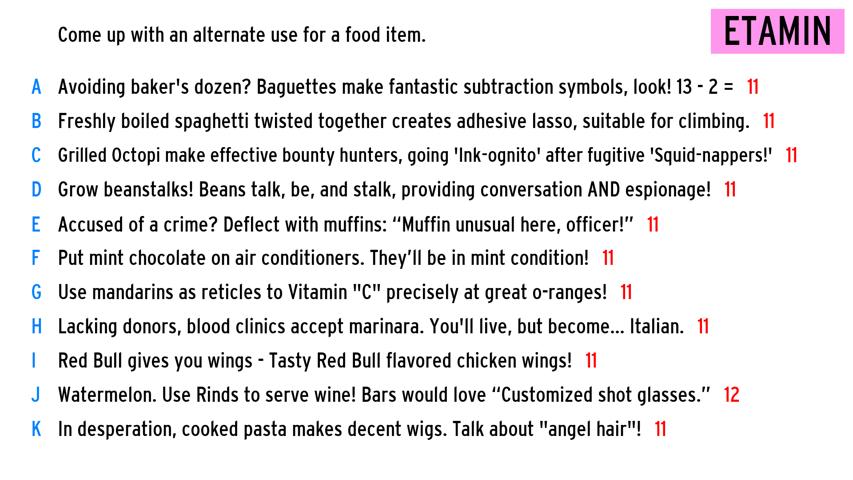 Come up with an alternate use for a food item.
ETAMIN
A Avoiding baker's dozen? Baguettes make fantastic subtraction symbols, look! 13 - 2 = 11
B Freshly boiled spaghetti twisted together creates adhesive lasso, suitable for climbing. 11
C Grilled Octopi make effective bounty hunters, going 'Ink-ognito' after fugitive 'Squid-nappers!' 11
D Grow beanstalks! Beans talk, be, and stalk, providing conversation AND espionage! 11
E Accused of a crime? Deflect with muffins: “Muffin unusual here, officer!” 11
F Put mint chocolate on air conditioners. They’ll be in mint condition! 11
G Use mandarins as reticles to Vitamin "C" precisely at great o-ranges! 11
H Lacking donors, blood clinics accept marinara. You'll live, but become... Italian. 11
I Red Bull gives you wings - Tasty Red Bull flavored chicken wings! 11
J Watermelon. Use Rinds to serve wine! Bars would love “Customized shot glasses.” 12
K In desperation, cooked pasta makes decent wigs. Talk about "angel hair"! 11